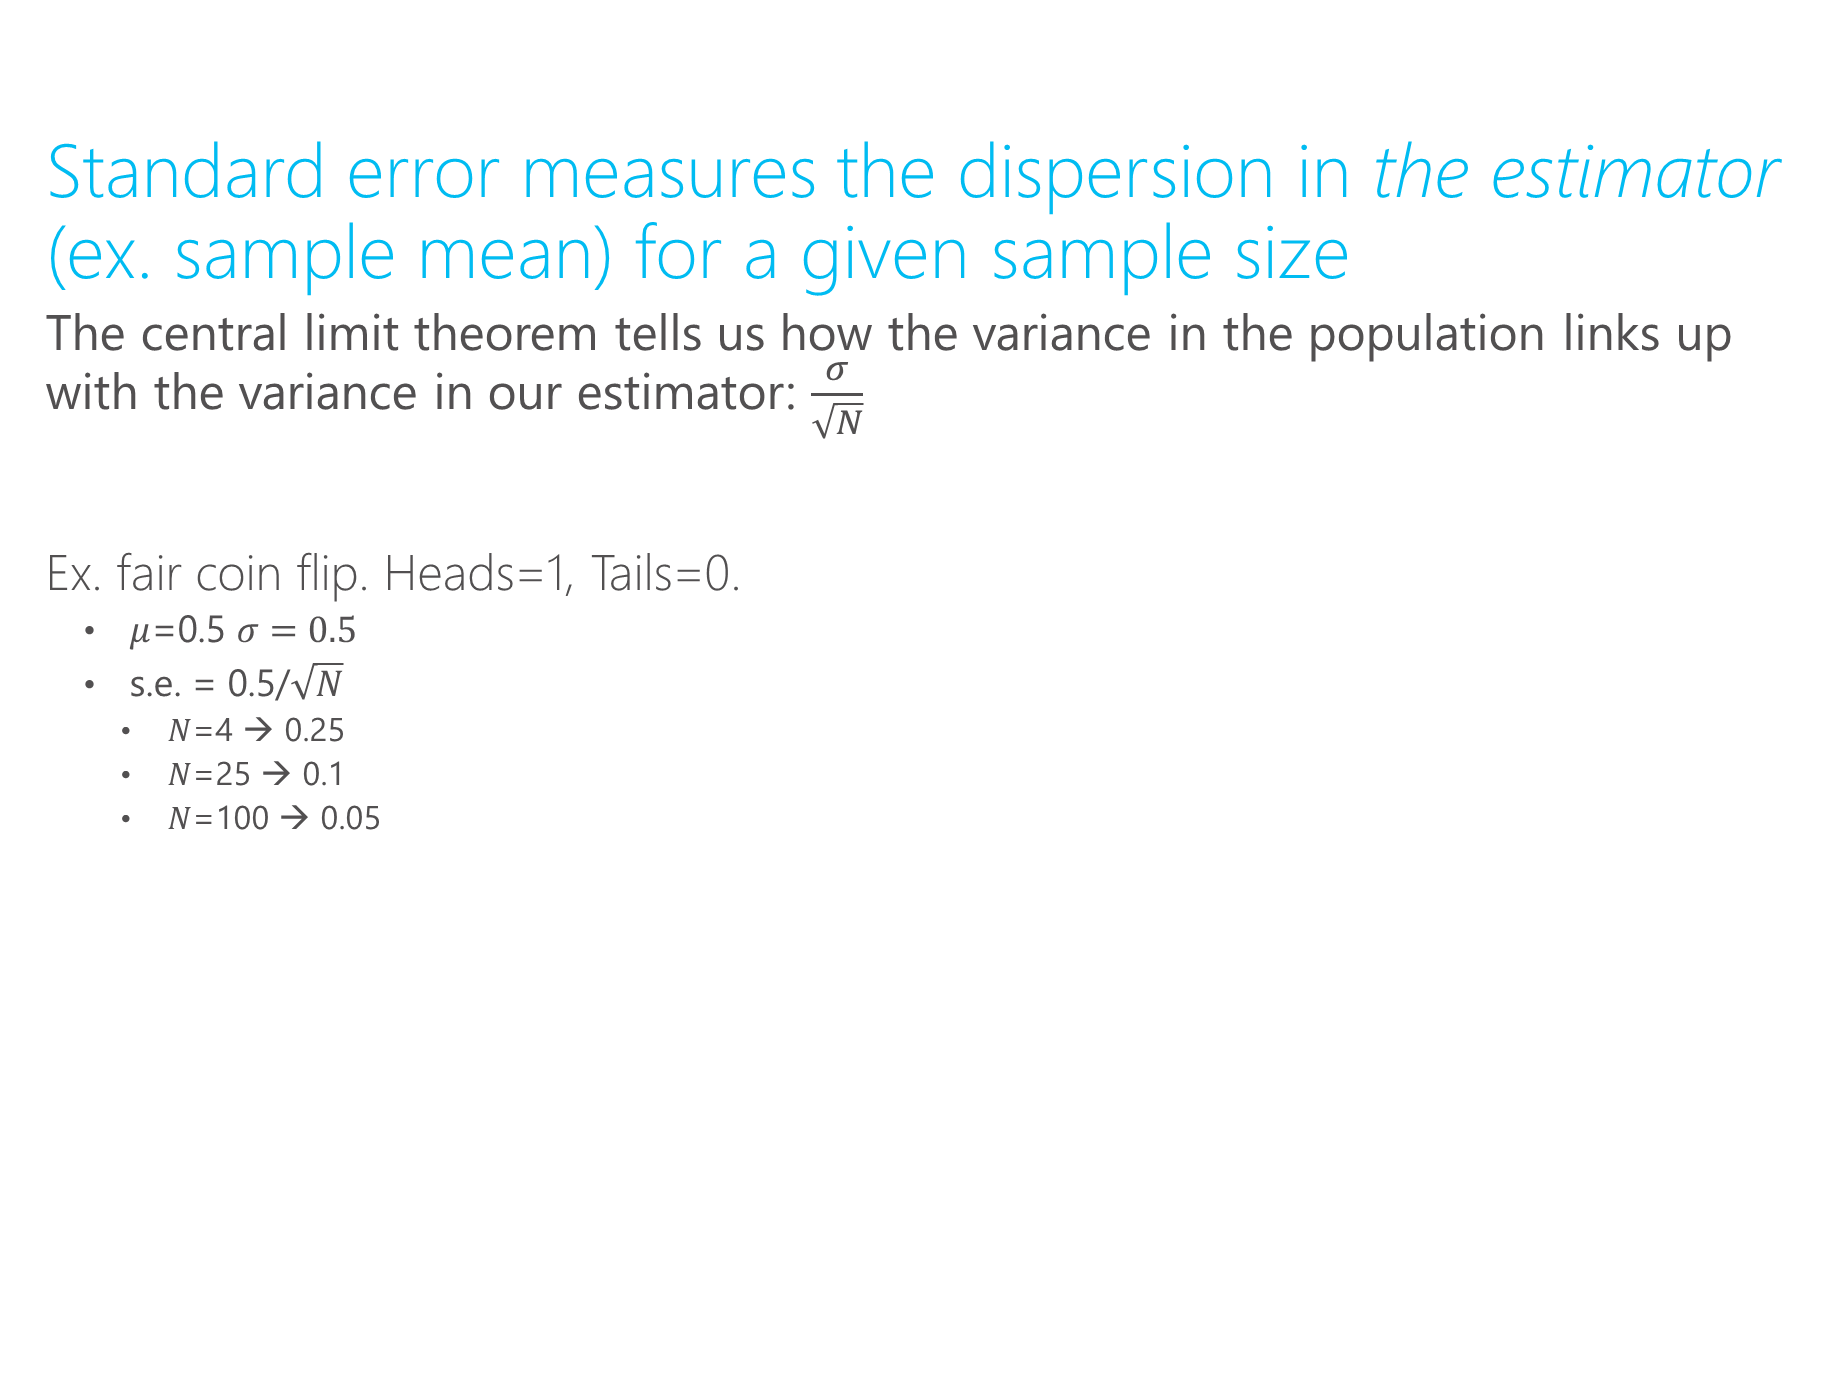 Standard error measures the dispersion in the estimator
(ex. sample mean) for a given sample size
The central limit theorem tells us how the variance in the population links up
with the variance in our estimator: σ/√N
Ex. fair coin flip. Heads=1, Tails=0.
• μ=0.5 σ = 0.5
• s.e. = 0.5/√N
• N=4 → 0.25
• N=25 → 0.1
• N=100 → 0.05